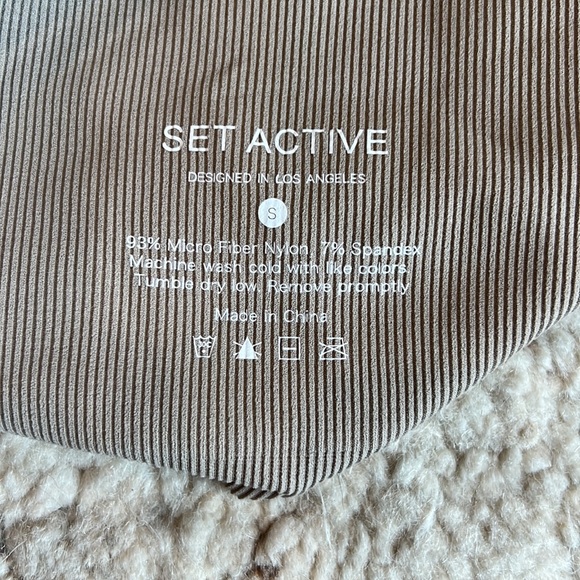 SET ACTIVE
DESIGNED IN LOS ANGELES
S
93% Micro Fiber Nylon, 7% Spandex
Machine wash cold with like colors.
Tumble dry low. Remove promptly
Made in China